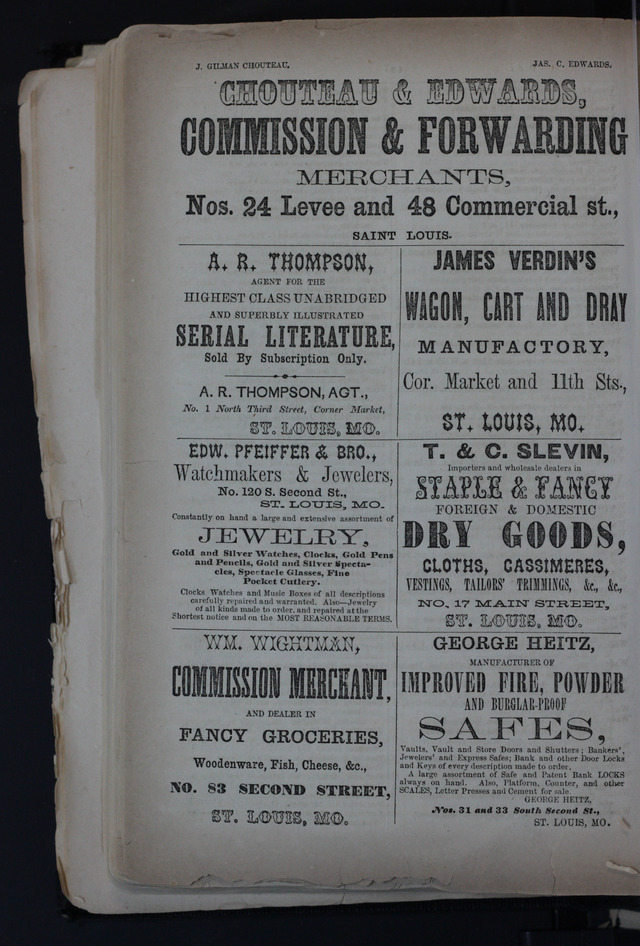 J. GILMAN CHOUTEAU. JAS. C. EDWARDS.
CHOUTEAU & EDWARDS,
COMMISSION & FORWARDING
MERCHANTS,
Nos. 24 Levee and 48 Commercial st.,
SAINT LOUIS.
A. R. THOMPSON,
AGENT FOR THE
HIGHEST CLASS UNABRIDGED
AND SUPERBLY ILLUSTRATED
SERIAL LITERATURE,
Sold By Subscription Only.
A. R. THOMPSON, AGT.,
No. 1 North Third Street, Corner Market,
ST. LOUIS, MO.
JAMES VERDIN'S
WAGON, CART AND DRAY
MANUFACTORY,
Cor. Market and 11th Sts.,
ST. LOUIS, MO.
EDW. PFEIFFER & BRO.,
Watchmakers & Jewelers,
No. 120 S. Second St.,
ST. LOUIS, MO.
Constantly on hand a large and extensive assortment of
JEWELRY,
Gold and Silver Watches, Clocks, Gold Pens
and Pencils, Gold and Silver Specta-
cles, Spectacle Glasses, Fine
Pocket Cutlery.
Clocks Watches and Music Boxes of all descriptions
carefully repaired and warranted. Also—Jewelry
of all kinds made to order, and repaired at the
Shortest notice and on the MOST REASONABLE TERMS.
T. & C. SLEVIN,
Importers and wholesale dealers in
STAPLE & FANCY
FOREIGN & DOMESTIC
DRY GOODS,
CLOTHS, CASSIMERES,
VESTINGS, TAILORS' TRIMMINGS, &c., &c.,
NO. 17 MAIN STREET,
ST. LOUIS, MO.
WM. WIGHTMAN,
COMMISSION MERCHANT,
AND DEALER IN
FANCY GROCERIES,
Woodenware, Fish, Cheese, &c.,
NO. 83 SECOND STREET,
ST. LOUIS, MO.
GEORGE HEITZ,
MANUFACTURER OF
IMPROVED FIRE, POWDER
AND BURGLAR-PROOF
SAFES,
Vaults, Vault and Store Doors and Shutters; Bankers',
Jewelers' and Express Safes; Bank and other Door Locks
and Keys of every description made to order.
A large assortment of Safe and Patent Bank LOCKS
always on hand. Also, Platform, Counter, and other
SCALES, Letter Presses and Cement for sale.
GEORGE HEITZ,
Nos. 31 and 33 South Second St.,
ST. LOUIS, MO.